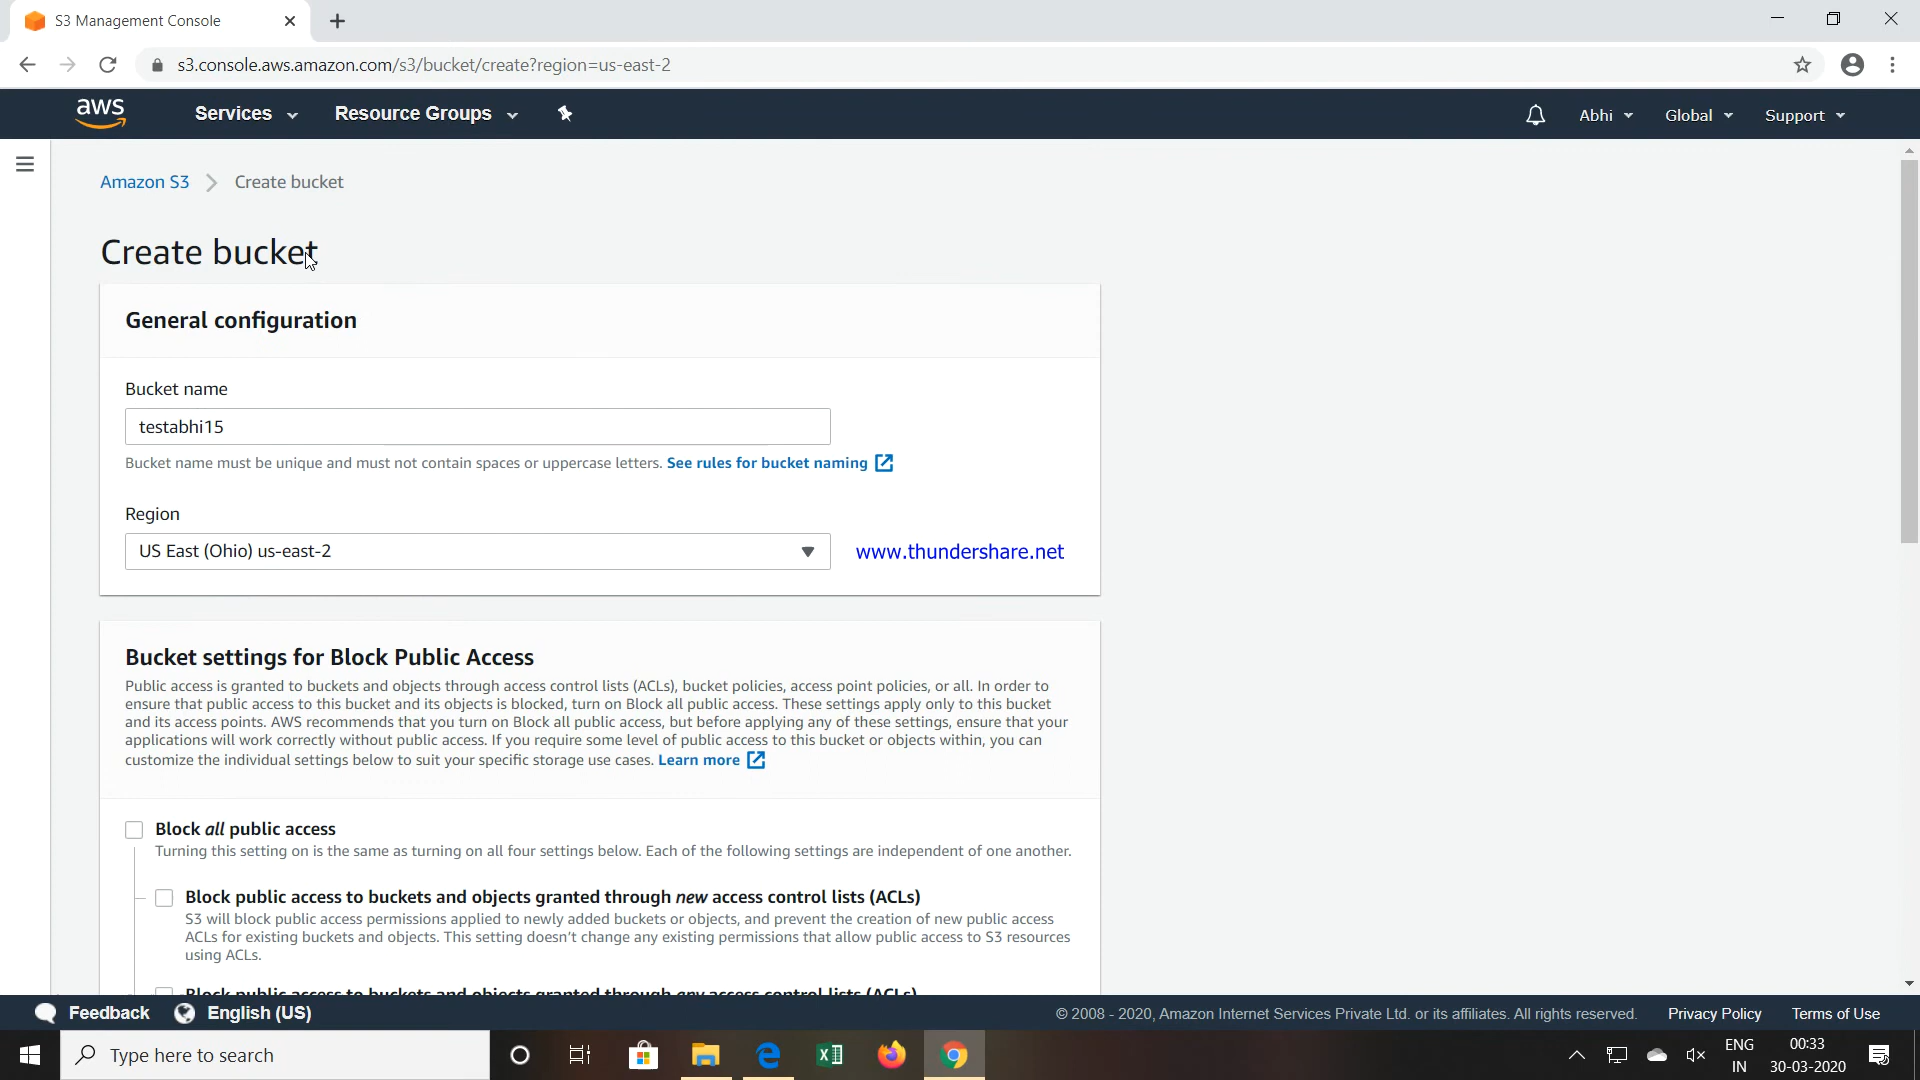 S3 Management Console
s3.console.aws.amazon.com/s3/bucket/create?region=us-east-2
aws Services Resource Groups Abhi Global Support
Amazon S3 Create bucket
Create bucket
General configuration
Bucket name
testabhi15
Bucket name must be unique and must not contain spaces or uppercase letters. See rules for bucket naming
Region
US East (Ohio) us-east-2
www.thundershare.net
Bucket settings for Block Public Access
Public access is granted to buckets and objects through access control lists (ACLs), bucket policies, access point policies, or all. In order to
ensure that public access to this bucket and its objects is blocked, turn on Block all public access. These settings apply only to this bucket
and its access points. AWS recommends that you turn on Block all public access, but before applying any of these settings, ensure that your
applications will work correctly without public access. If you require some level of public access to this bucket or objects within, you can
customize the individual settings below to suit your specific storage use cases. Learn more
Block all public access
Turning this setting on is the same as turning on all four settings below. Each of the following settings are independent of one another.
Block public access to buckets and objects granted through new access control lists (ACLs)
S3 will block public access permissions applied to newly added buckets or objects, and prevent the creation of new public access
ACLs for existing buckets and objects. This setting doesn't change any existing permissions that allow public access to S3 resources
using ACLs.
Block public access to buckets and objects granted through any access control lists (ACLs)
Feedback English (US) © 2008 - 2020, Amazon Internet Services Private Ltd. or its affiliates. All rights reserved. Privacy Policy Terms of Use
Type here to search
ENG
IN
00:33
30-03-2020